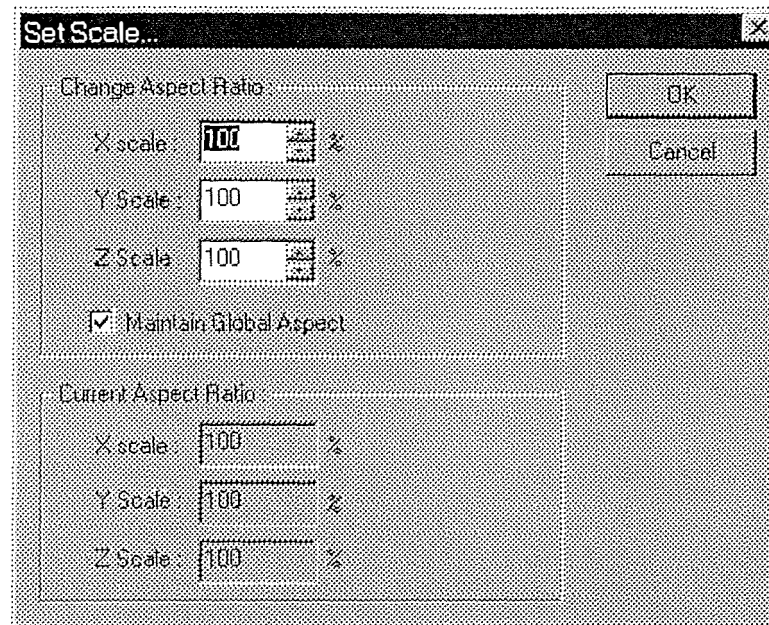 Set Scale...
Change Aspect Ratio :
X scale : 100 %
Y Scale : 100 %
Z Scala 100 %
Maintain Global Aspect
OK
Cancel
Current Aspect Ratio
X scale : 100 %
Y Scale : 100 %
Z Scale : 100 %